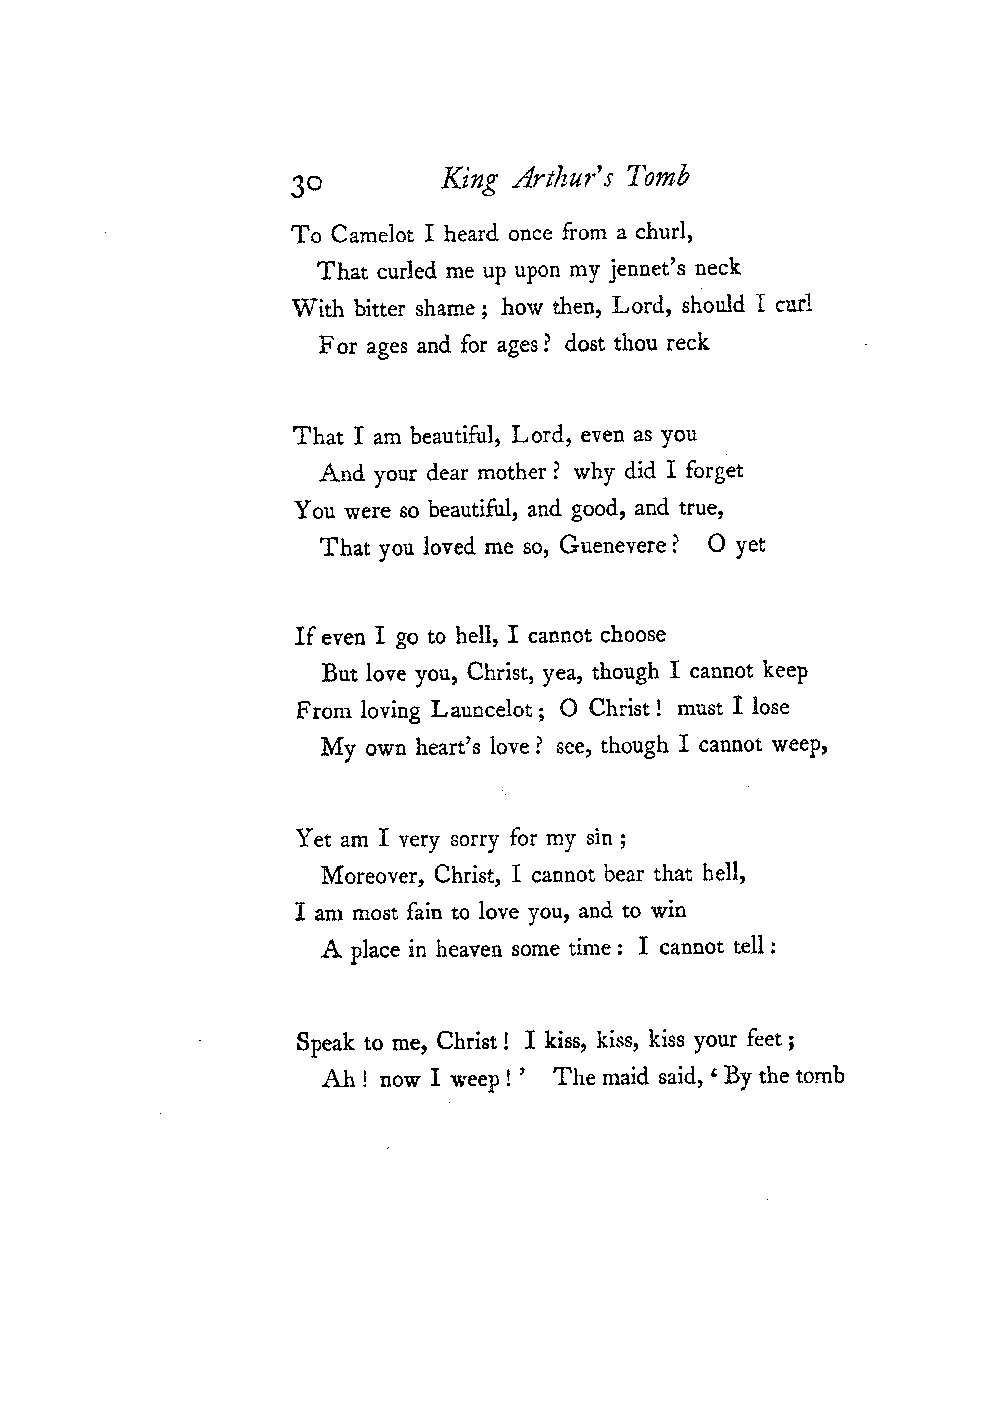 30 King Arthur's Tomb
To Camelot I heard once from a churl,
That curled me up upon my jennet's neck
With bitter shame; how then, Lord, should I curl
For ages and for ages? dost thou reck
That I am beautiful, Lord, even as you
And your dear mother? why did I forget
You were so beautiful, and good, and true,
That you loved me so, Guenevere? O yet
If even I go to hell, I cannot choose
But love you, Christ, yea, though I cannot keep
From loving Launcelot; O Christ! must I lose
My own heart's love? see, though I cannot weep,
Yet am I very sorry for my sin;
Moreover, Christ, I cannot bear that hell,
I am most fain to love you, and to win
A place in heaven some time: I cannot tell:
Speak to me, Christ! I kiss, kiss, kiss your feet;
Ah! now I weep!' The maid said, 'By the tomb